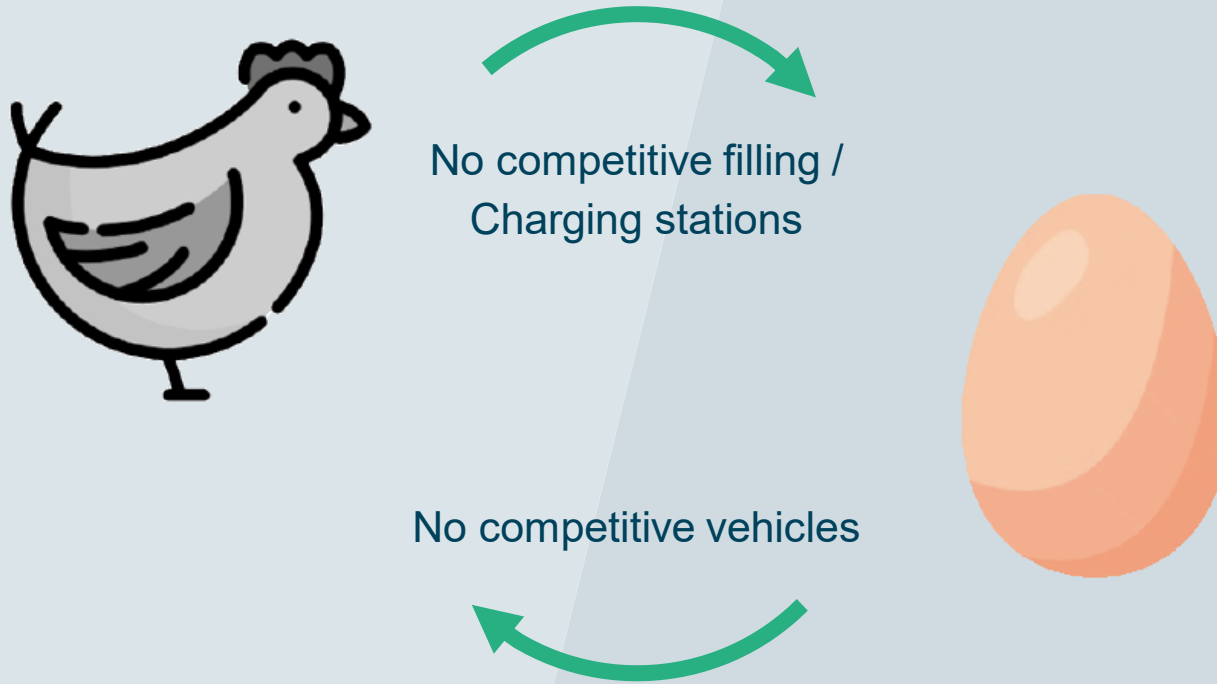 No competitive filling /
Charging stations
No competitive vehicles